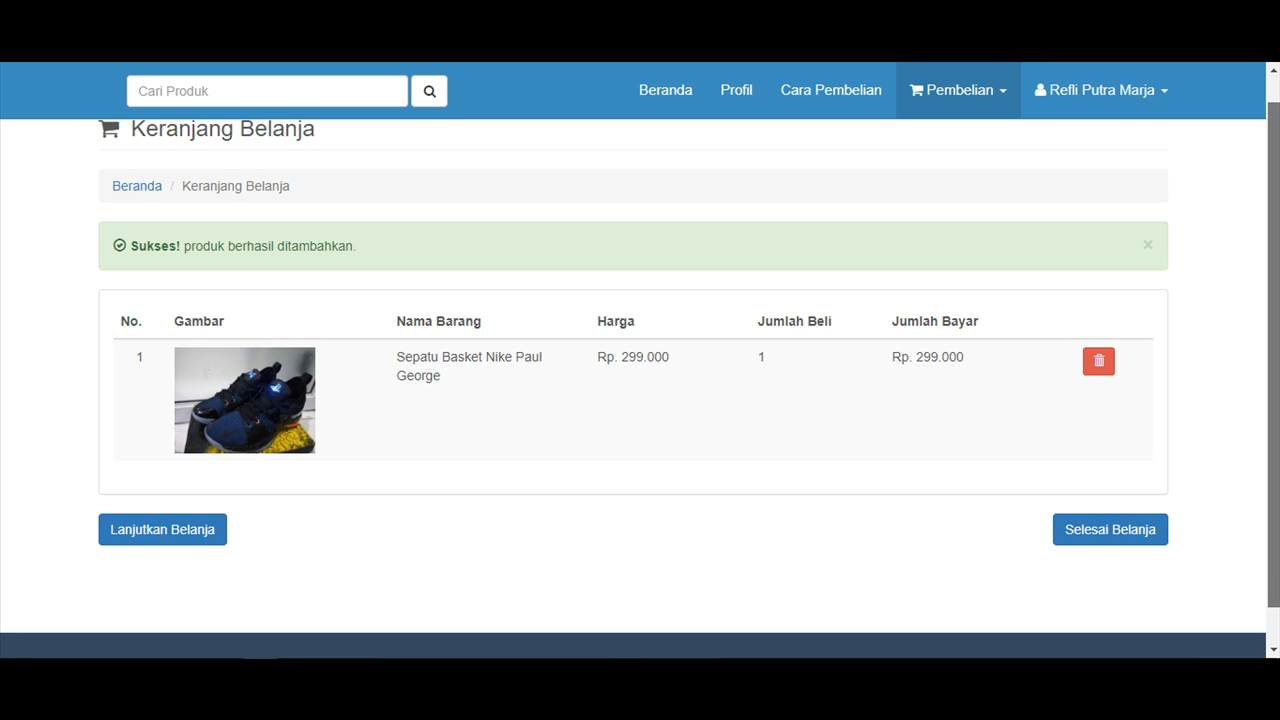 Cari Produk
Beranda
Profil
Cara Pembelian
Pembelian
Refli Putra Marja
Keranjang Belanja
Beranda / Keranjang Belanja
Sukses! produk berhasil ditambahkan.
×
No. Gambar Nama Barang Harga Jumlah Beli Jumlah Bayar
1 Sepatu Basket Nike Paul Rp. 299.000 1 Rp. 299.000
George
Lanjutkan Belanja
Selesai Belanja